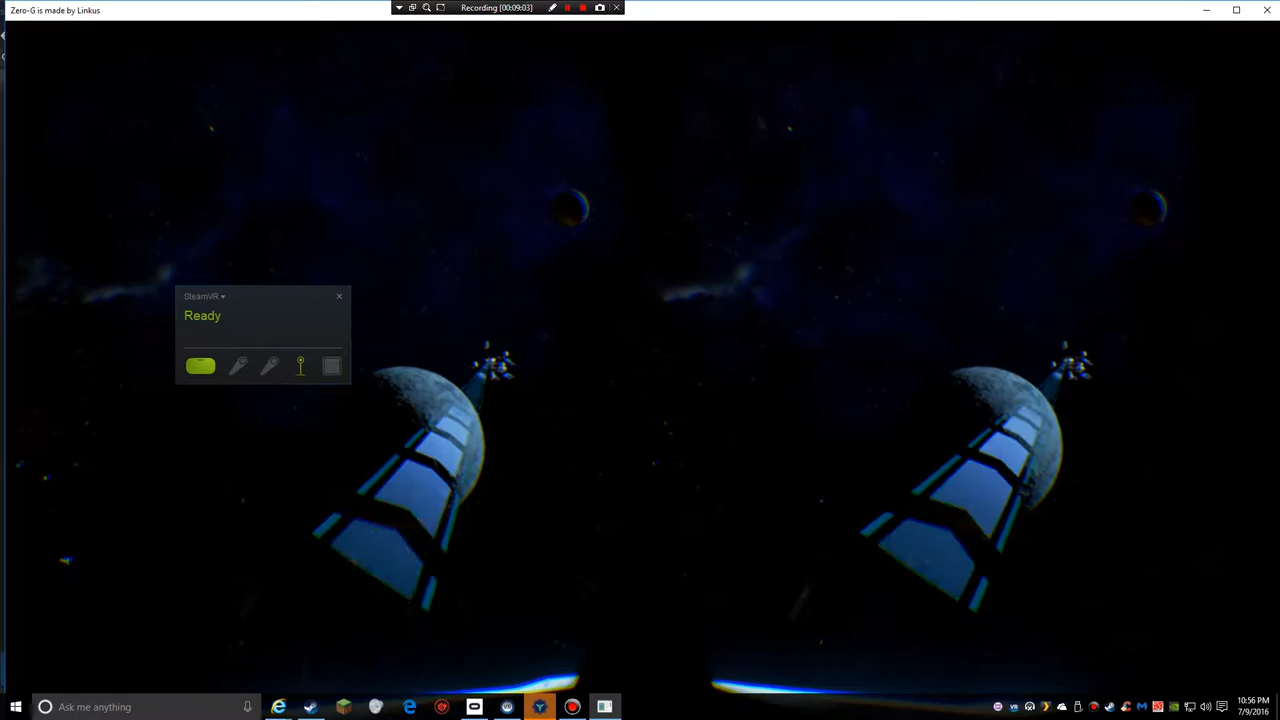 Zero-G is made by Linkus
Recording [00:09:03]
SteamVR
Ready
Ask me anything
10:56 PM
7/9/2016